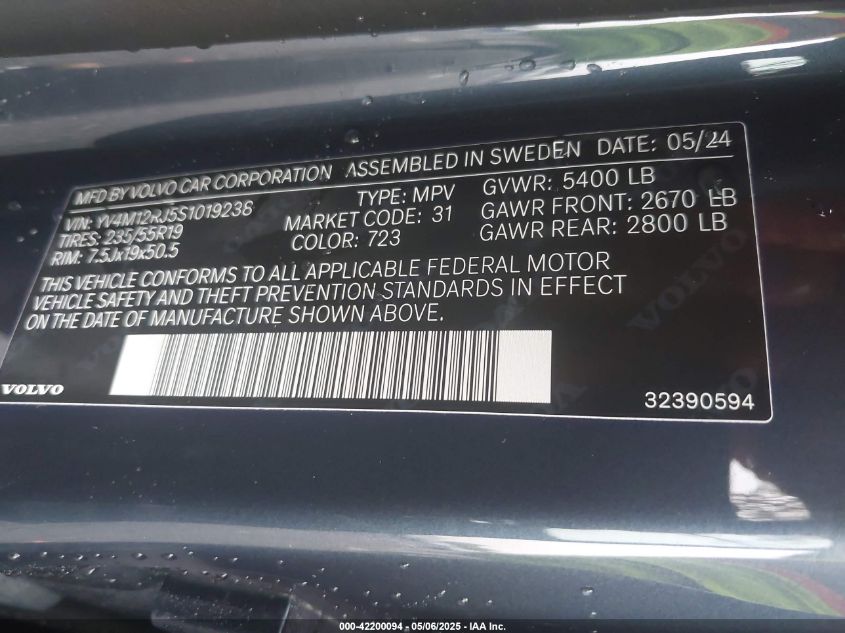 MFD BY VOLVO CAR CORPORATION ASSEMBLED IN SWEDEN DATE: 05/24
VIN: YV4M12RJ5S1019238 TYPE: MPV GVWR: 5400 LB
TIRES: 235/55R19 MARKET CODE: 31 GAWR FRONT: 2670 LB
RIM: 7.5Jx19x50.5 COLOR: 723 GAWR REAR: 2800 LB
THIS VEHICLE CONFORMS TO ALL APPLICABLE FEDERAL MOTOR
VEHICLE SAFETY AND THEFT PREVENTION STANDARDS IN EFFECT
ON THE DATE OF MANUFACTURE SHOWN ABOVE.
VOLVO 32390594
000-42200094 - 05/06/2025 - IAA Inc.